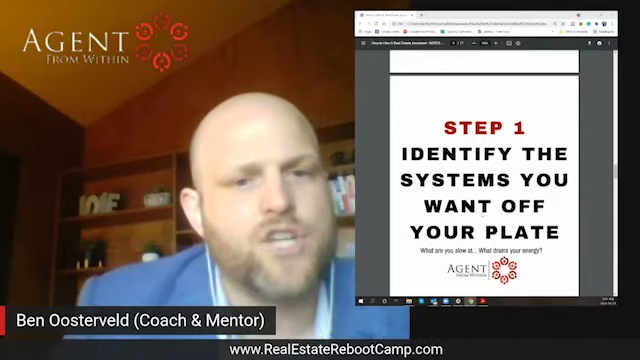 AGENT
FROM WITHIN
STEP 1
IDENTIFY THE
SYSTEMS YOU
WANT OFF
YOUR PLATE
What are you slow at... What drains your energy?
AGENT
FROM WITHIN
Ben Oosterveld (Coach & Mentor)
www.RealEstateRebootCamp.com